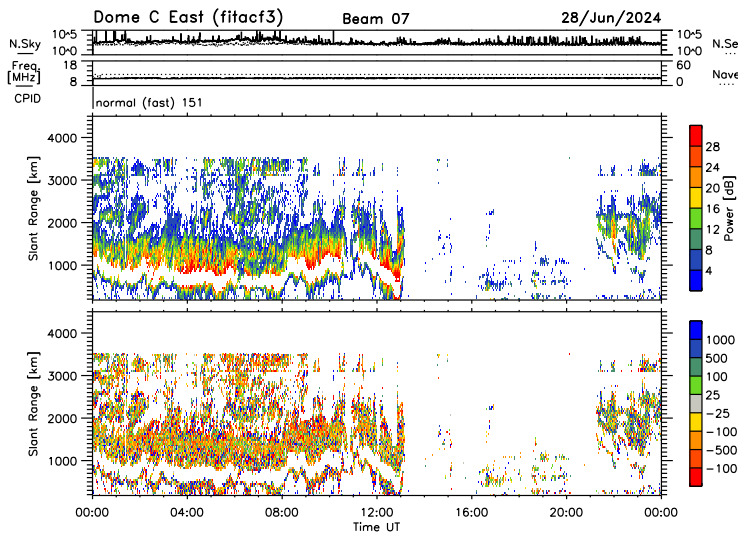 Dome C East (fitacf3) Beam 07 28/Jun/2024
N.Sky 10+5 10+0 10+5 10+0 N.Se
Freq. [MHz] 18 8 60 0 Nave
CPID normal (fast) 151
4000
3000
2000
1000
Slant Range [km]
28
24
20
16
12
8
4
Power [dB]
4000
3000
2000
1000
Slant Range [km]
1000
500
100
25
-25
-100
-500
-100
00:00 04:00 08:00 12:00 16:00 20:00 00:00
Time UT